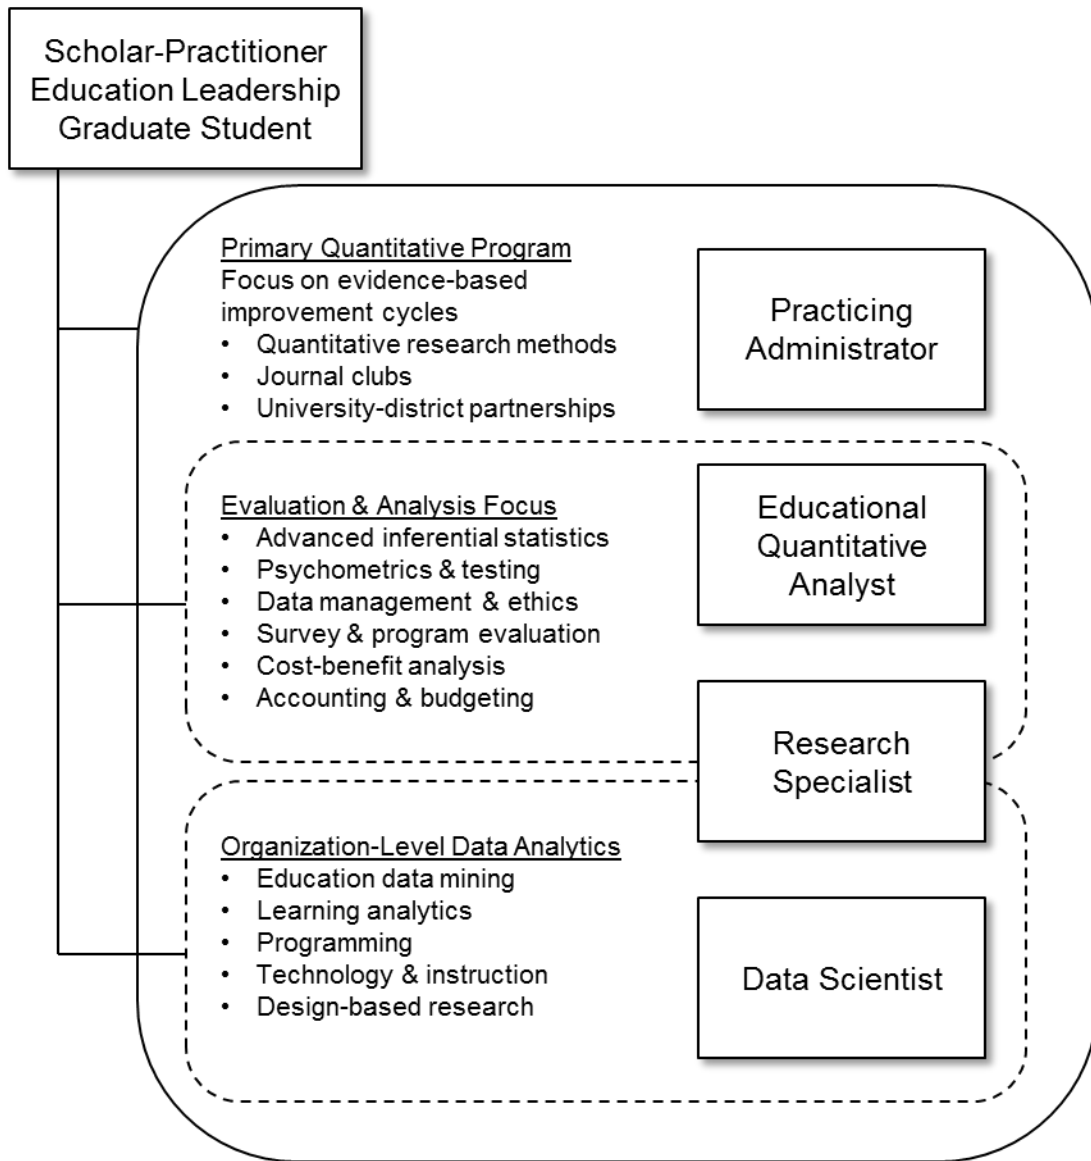 Scholar-Practitioner
Education Leadership
Graduate Student
Primary Quantitative Program
Focus on evidence-based
improvement cycles
• Quantitative research methods
• Journal clubs
• University-district partnerships
Practicing
Administrator
Evaluation & Analysis Focus
• Advanced inferential statistics
• Psychometrics & testing
• Data management & ethics
• Survey & program evaluation
• Cost-benefit analysis
• Accounting & budgeting
Educational
Quantitative
Analyst
Research
Specialist
Organization-Level Data Analytics
• Education data mining
• Learning analytics
• Programming
• Technology & instruction
• Design-based research
Data Scientist